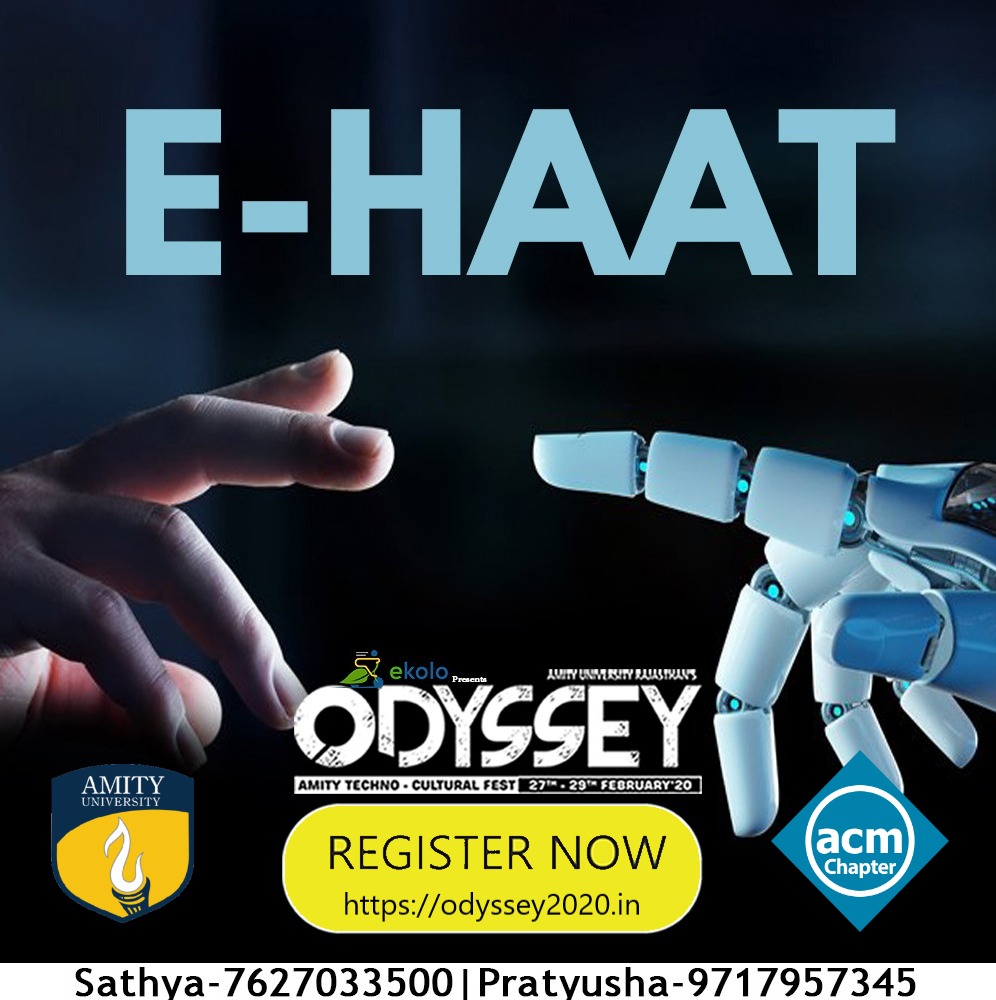 E-HAAT
ekolo
Presents
AMITY UNIVERSITY RAJASTHAN'S
ODYSSEY
AMITY TECHNO - CULTURAL FEST 27TH - 29TH FEBRUARY'20
AMITY
UNIVERSITY
REGISTER NOW
https://odyssey2020.in
acm
Chapter
Sathya-7627033500|Pratyusha-9717957345